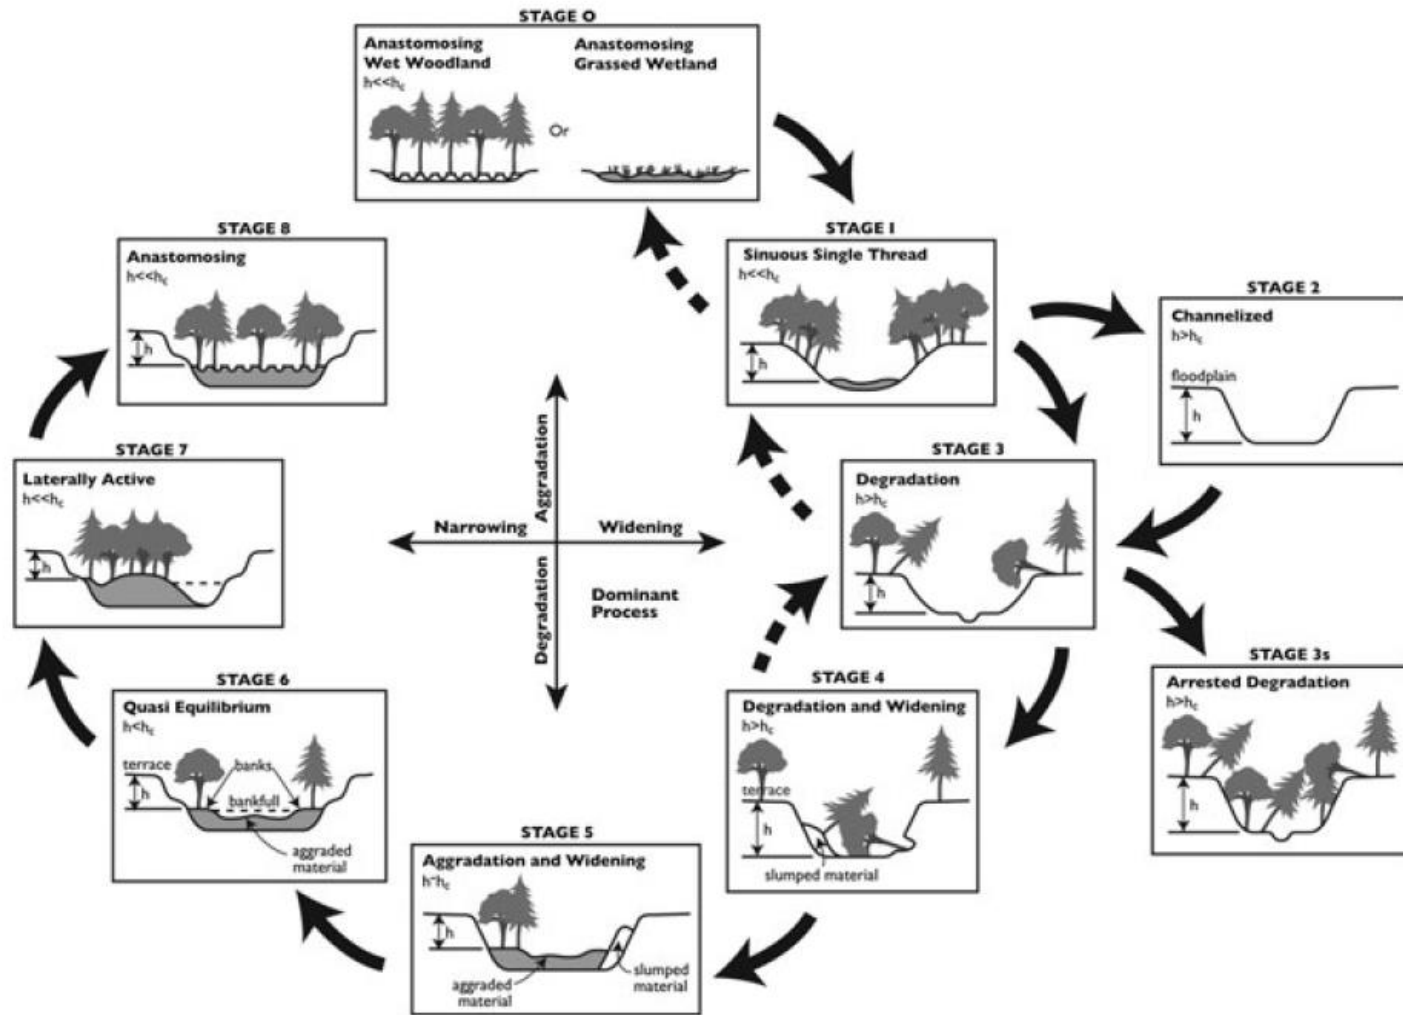 STAGE 0
Anastomosing
Wet Woodland
h<<hc
Or
Anastomosing
Grassed Wetland
STAGE 8
Anastomosing
h<<hc
h
STAGE 1
Sinuous Single Thread
h<<hc
h
STAGE 2
Channelized
h>hc
floodplain
h
STAGE 7
Laterally Active
h<<hc
h
Aggradation
Narrowing
Widening
Degradation
Dominant
Process
STAGE 3
Degradation
h>hc
h
STAGE 3s
Arrested Degradation
h>hc
h
STAGE 6
Quasi Equilibrium
h<hc
terrace
banks
h
bankfull
aggraded
material
STAGE 4
Degradation and Widening
h>hc
terrace
h
slumped material
STAGE 5
Aggradation and Widening
h~hc
h
aggraded
material
slumped
material